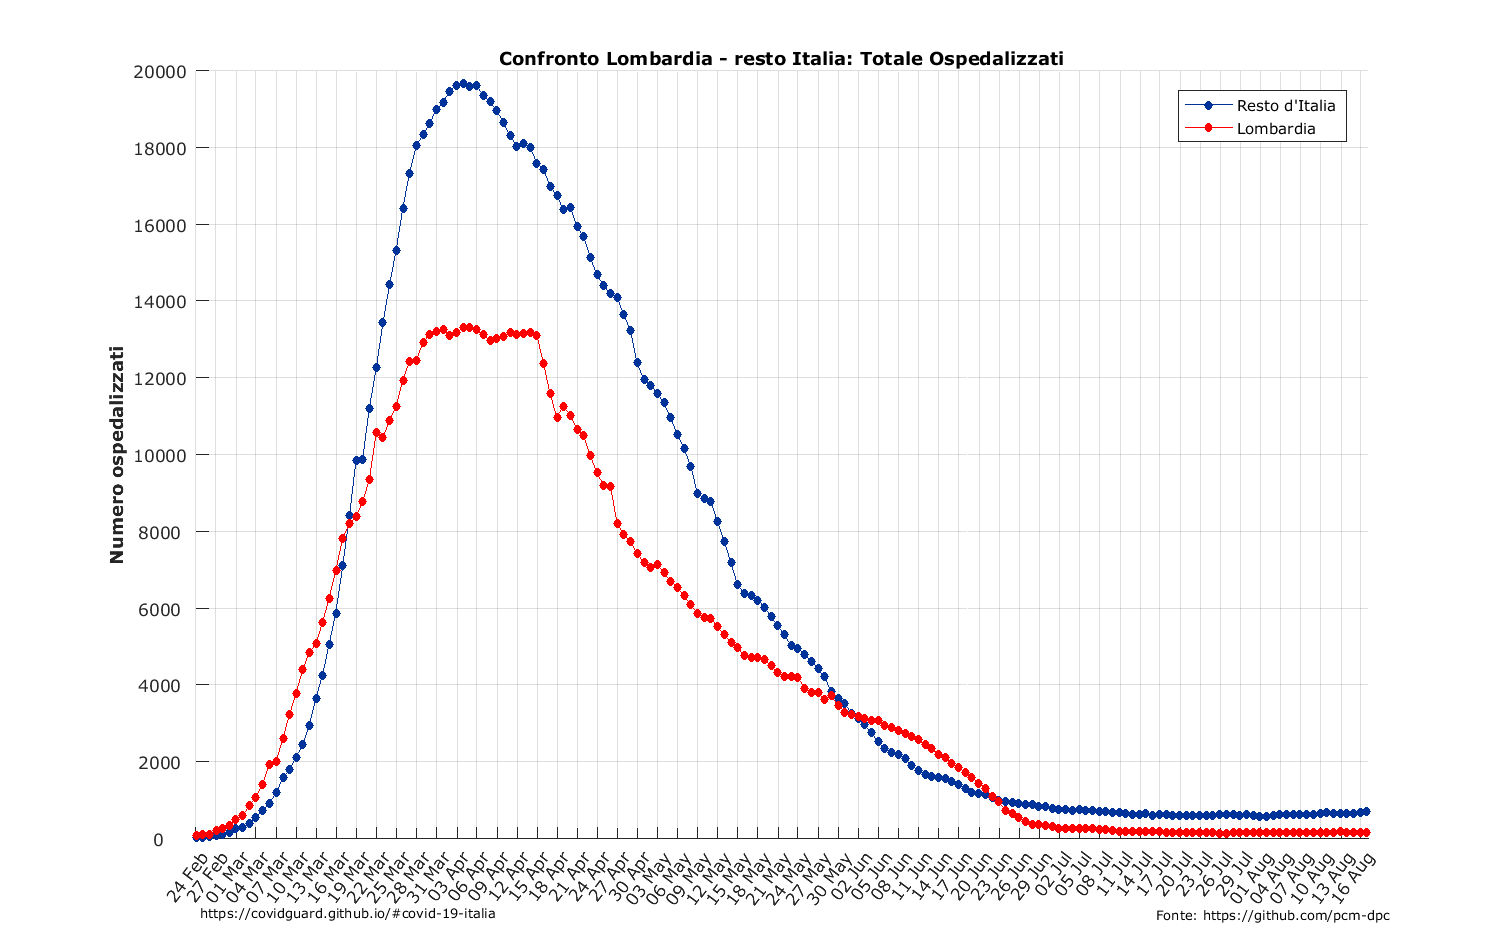 Confronto Lombardia - resto Italia: Totale Ospedalizzati
Resto d'Italia
Lombardia
Numero ospedalizzati
20000
18000
16000
14000
12000
10000
8000
6000
4000
2000
0
24 Feb
27 Feb
01 Mar
04 Mar
07 Mar
10 Mar
13 Mar
16 Mar
19 Mar
22 Mar
25 Mar
28 Mar
31 Mar
03 Apr
06 Apr
09 Apr
12 Apr
15 Apr
18 Apr
21 Apr
24 Apr
27 Apr
30 Apr
03 May
06 May
09 May
12 May
15 May
18 May
21 May
24 May
27 May
30 May
02 Jun
05 Jun
08 Jun
11 Jun
14 Jun
17 Jun
20 Jun
23 Jun
26 Jun
29 Jun
02 Jul
05 Jul
08 Jul
11 Jul
14 Jul
17 Jul
20 Jul
23 Jul
26 Jul
29 Jul
01 Aug
04 Aug
07 Aug
10 Aug
13 Aug
16 Aug
https://covidguard.github.io/#covid-19-italia
Fonte: https://github.com/pcm-dpc